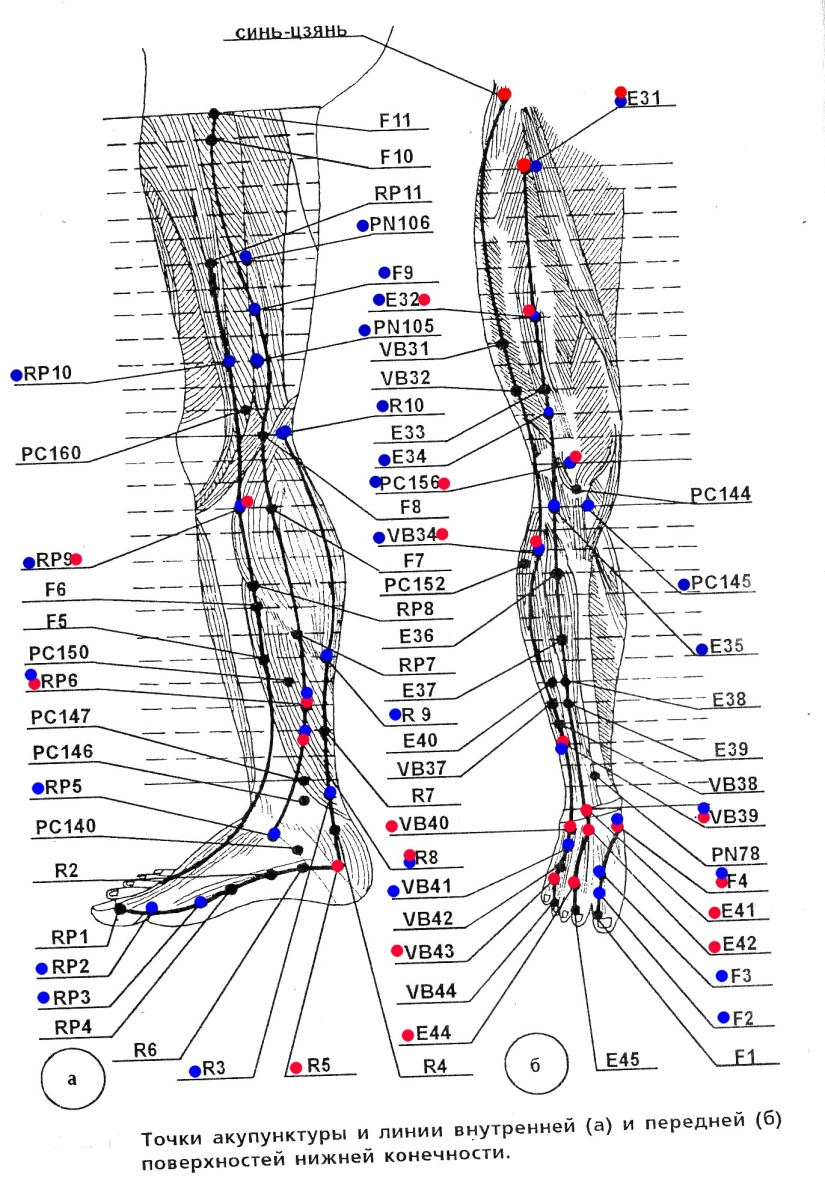 СИНЬ-ЦЗЯНЬ
E31
F11
F10
RP11
PN106
F9
E32
PN105
VB31
RP10
VB32
R10
E33
PC160
E34
PC156
PC144
F8
VB34
RP9
F7
PC145
F6
PC152
RP8
F5
E36
E35
PC150
RP7
RP6
E37
E38
PC147
R 9
E40
E39
PC146
VB37
VB38
RP5
R7
VB39
PC140
VB40
PN78
R2
R8
F4
VB41
E41
VB42
RP1
E42
VB43
RP2
F3
RP3
VB44
F2
RP4
E44
F1
R6
R3
R5
R4
E45
а
б
Точки акупунктуры и линии внутренней (а) и передней (б)
поверхностей нижней конечности.